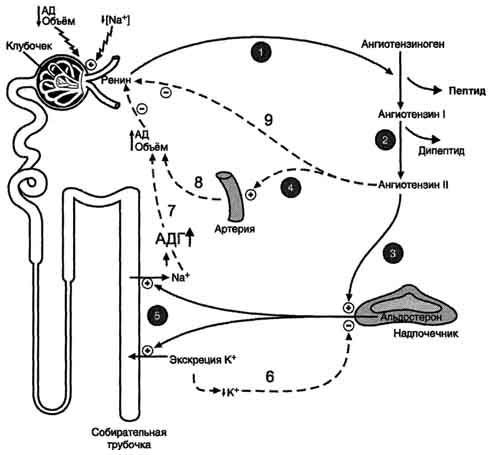 ↓АД
Объём
↓[Na⁺]
Клубочек
+
Ренин
1
Ангиотензиноген
Пептид
Ангиотензин I
2
Дипептид
Ангиотензин II
−
−
9
↑АД
Объём
8
4
+
Артерия
7
АДГ↑
3
Na⁺
+
5
+
−
Альдостерон
Надпочечник
+
Экскреция K⁺
↓K⁺
6
Собирательная
трубочка